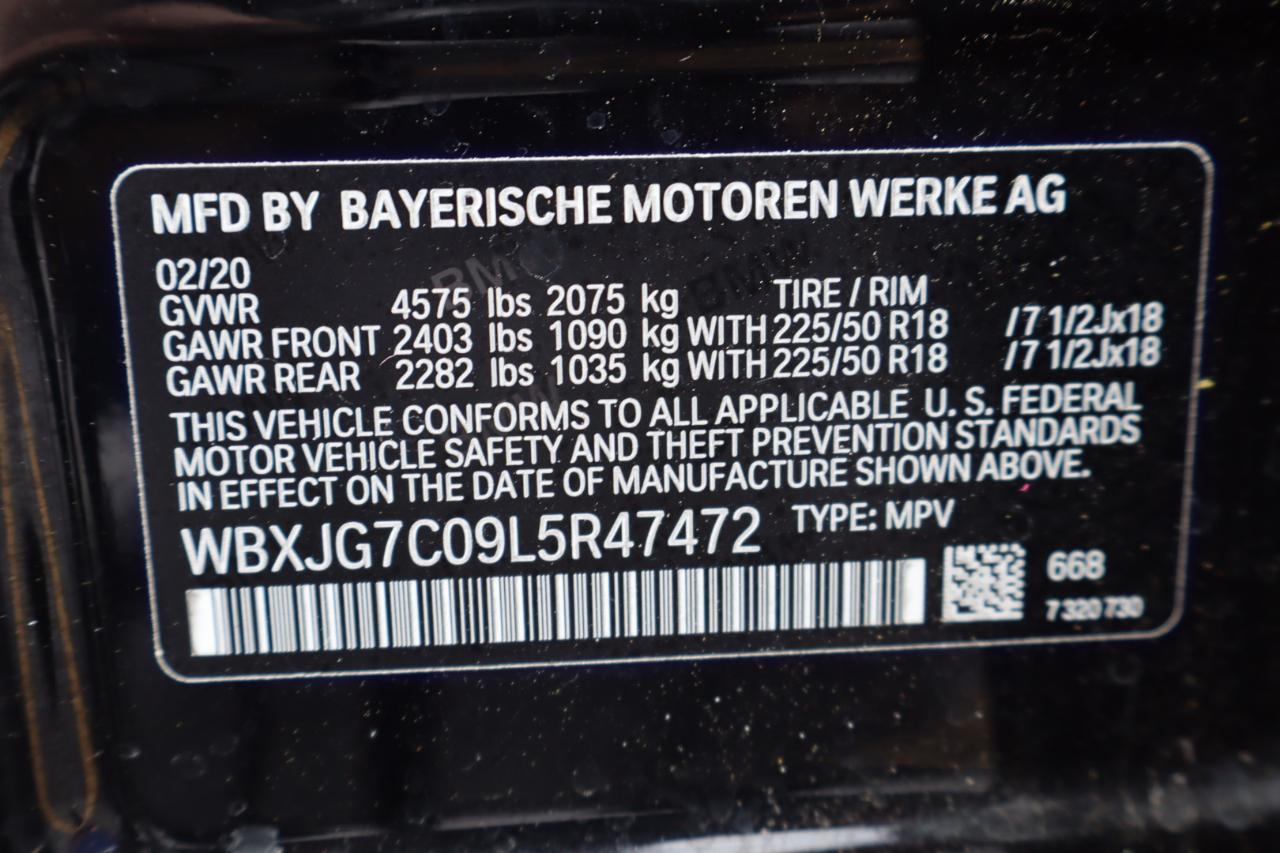 MFD BY BAYERISCHE MOTOREN WERKE AG
02/20
GVWR 4575 lbs 2075 kg TIRE / RIM
GAWR FRONT 2403 lbs 1090 kg WITH 225/50 R18 /7 1/2Jx18
GAWR REAR 2282 lbs 1035 kg WITH 225/50 R18 /7 1/2Jx18
THIS VEHICLE CONFORMS TO ALL APPLICABLE U. S. FEDERAL
MOTOR VEHICLE SAFETY AND THEFT PREVENTION STANDARDS
IN EFFECT ON THE DATE OF MANUFACTURE SHOWN ABOVE.
WBXJG7C09L5R47472 TYPE: MPV
668
7 320 730